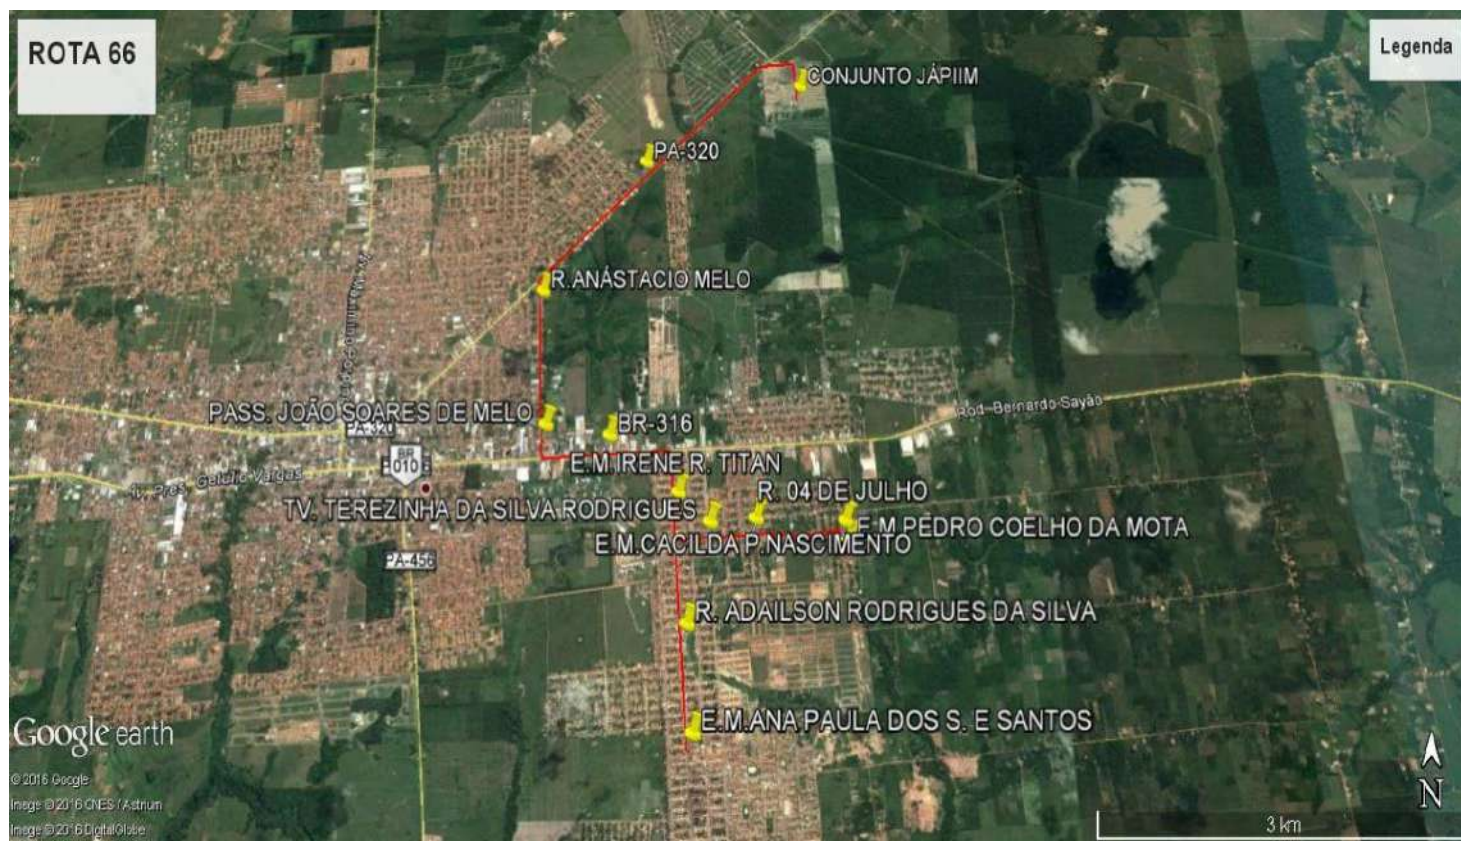 ROTA 66
Legenda
CONJUNTO JÁPIIM
PA-320
R.ANÁSTACIO MELO
PASS. JOÃO SOARES DE MELO
BR-316
PA-320
Rod. Bernardo Sayão
BR
010
Av. Pres. Getúlio Vargas
E.M.IRENE R. TITAN
TV. TEREZINHA DA SILVA RODRIGUES
R. 04 DE JULHO
E.M.PEDRO COELHO DA MOTA
E.M.CACILDA P.NASCIMENTO
PA-456
R. ADAILSON RODRIGUES DA SILVA
E.M.ANA PAULA DOS S. E SANTOS
Google earth
© 2016 Google
Image © 2016 CNES / Astrium
Image © 2016 DigitalGlobe
N
3 km